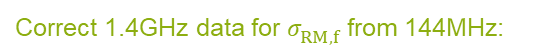 Correct 1.4GHz data for σ_RM,f from 144MHz: